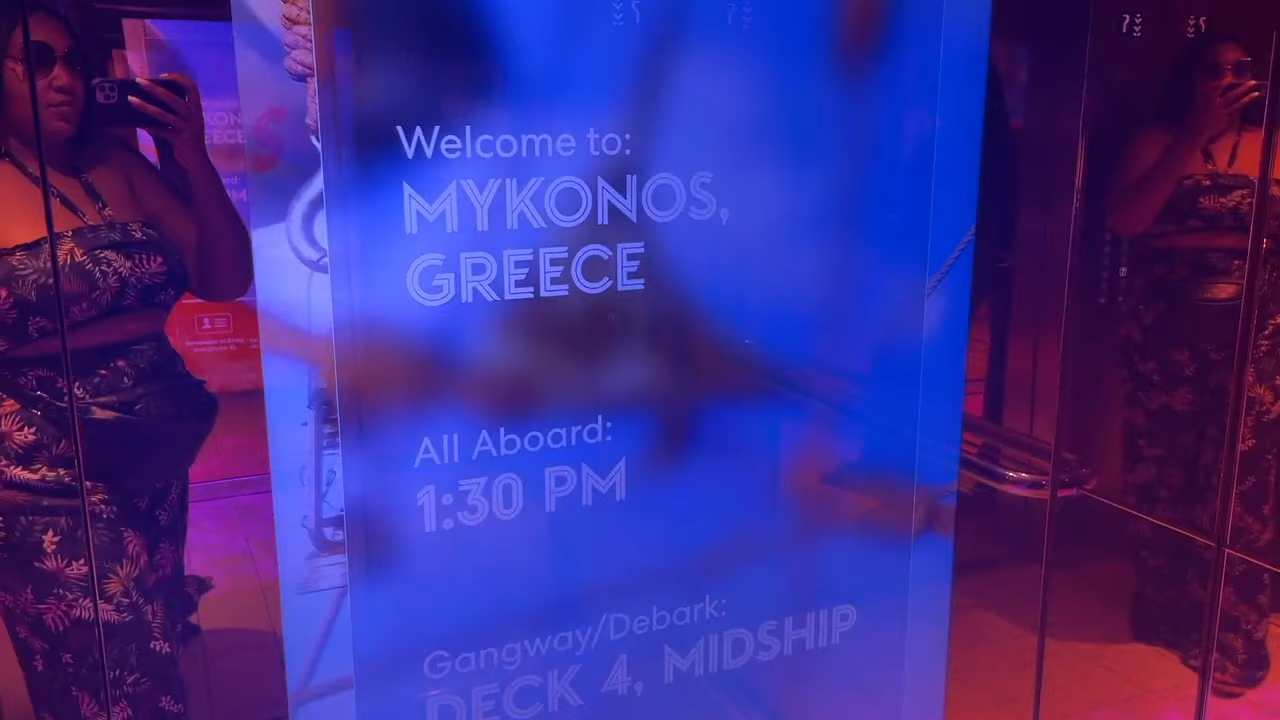 Welcome to:
MYKONOS,
GREECE
All Aboard:
1:30 PM
Gangway/Debark:
DECK 4, MIDSHIP